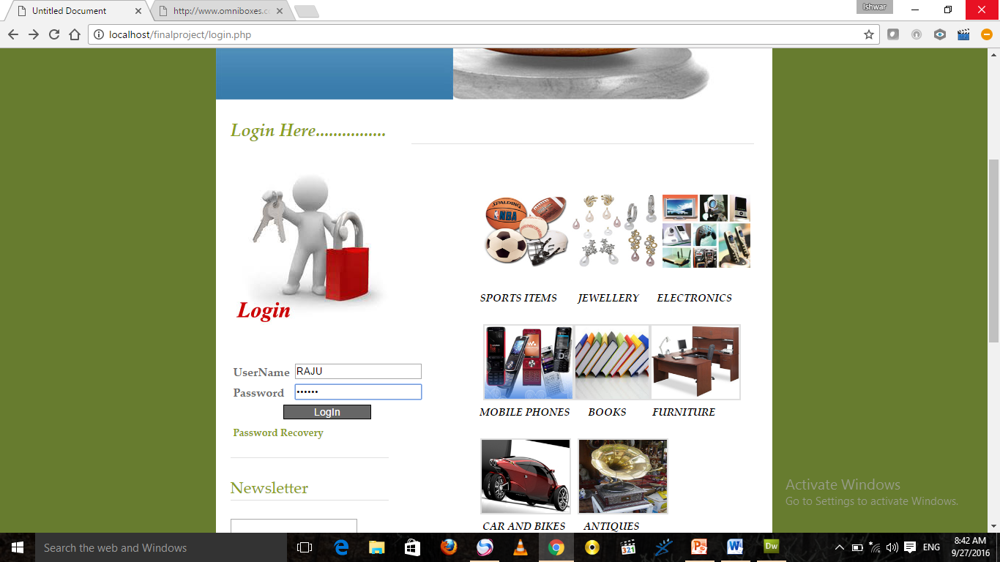 Untitled Document
http://www.omniboxes.c
Ishwar
localhost/finalproject/login.php
Login Here................
SPALDING
NBA
Login
SPORTS ITEMS JEWELLERY ELECTRONICS
UserName RAJU
Password ••••••
LogIn
Password Recovery
MOBILE PHONES BOOKS FURNITURE
Newsletter
CAR AND BIKES ANTIQUES
Activate Windows
Go to Settings to activate Windows.
Search the web and Windows
321
Dw
ENG
8:42 AM
9/27/2016